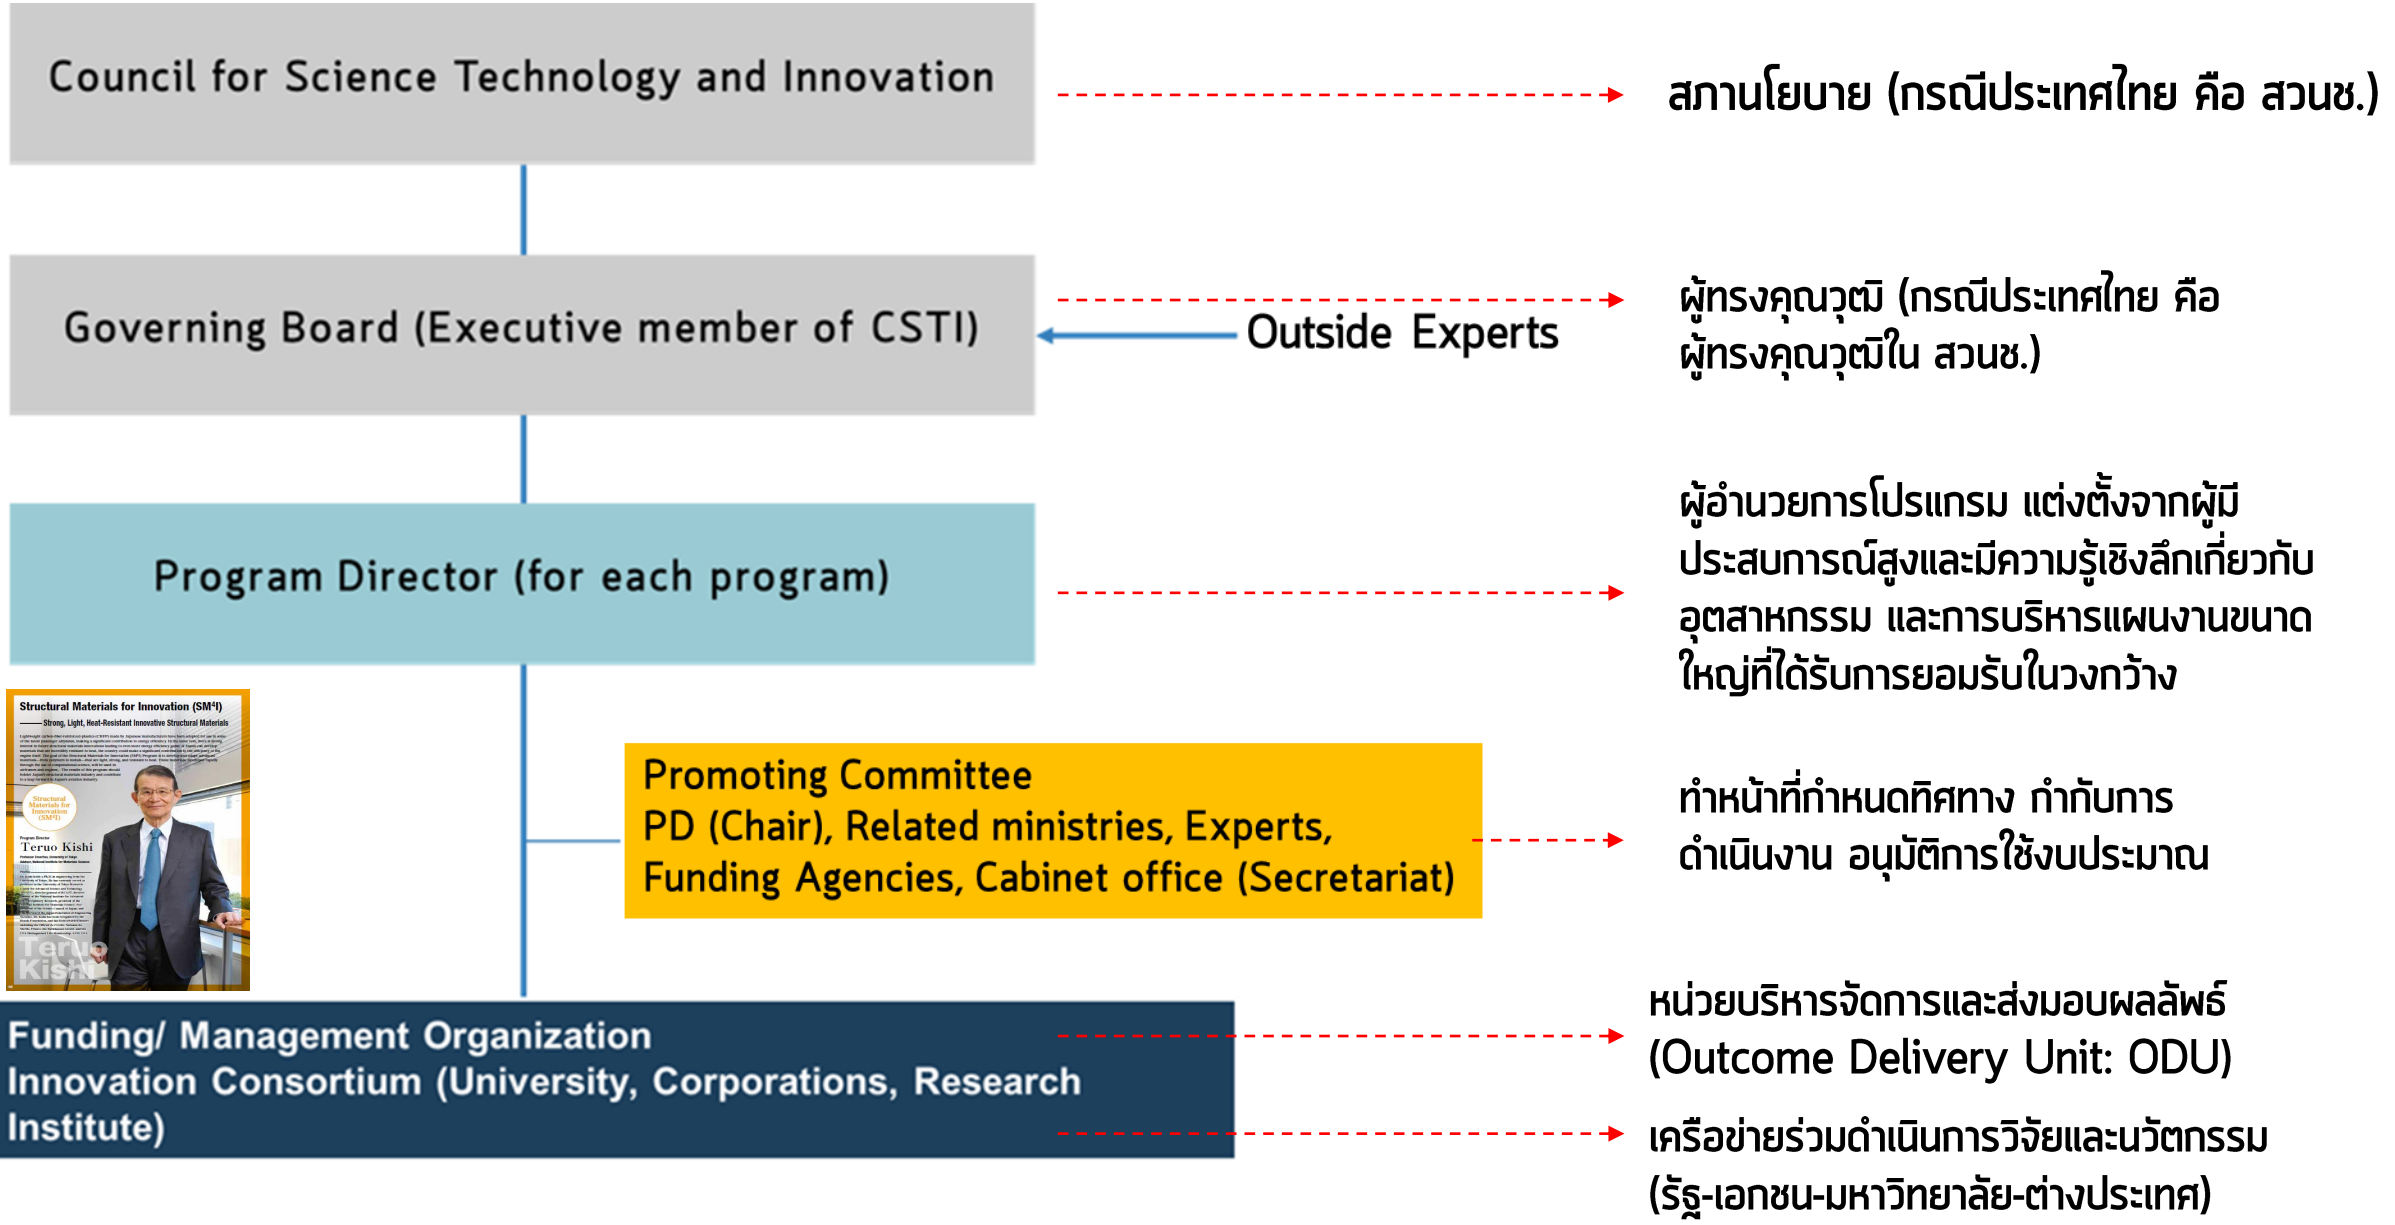 Council for Science Technology and Innovation
สภานโยบาย (กรณีประเทศไทย คือ สวนช.)
Governing Board (Executive member of CSTI)
Outside Experts
ผู้ทรงคุณวุฒิ (กรณีประเทศไทย คือ
ผู้ทรงคุณวุฒิใน สวนช.)
Program Director (for each program)
ผู้อำนวยการโปรแกรม แต่งตั้งจากผู้มี
ประสบการณ์สูงและมีความรู้เชิงลึกเกี่ยวกับ
อุตสาหกรรม และการบริหารแผนงานขนาด
ใหญ่ที่ได้รับการยอมรับในวงกว้าง
Structural Materials for Innovation (SM⁴I)
Strong, Light, Heat-Resistant Innovative Structural Materials
Structural
Materials for
Innovation
(SM⁴I)
Program Director
Teruo Kishi
Teruo
Kishi
Promoting Committee
PD (Chair), Related ministries, Experts,
Funding Agencies, Cabinet office (Secretariat)
ทำหน้าที่กำหนดทิศทาง กำกับการ
ดำเนินงาน อนุมัติการใช้งบประมาณ
Funding/ Management Organization
Innovation Consortium (University, Corporations, Research
Institute)
หน่วยบริหารจัดการและส่งมอบผลลัพธ์
(Outcome Delivery Unit: ODU)
เครือข่ายร่วมดำเนินการวิจัยและนวัตกรรม
(รัฐ-เอกชน-มหาวิทยาลัย-ต่างประเทศ)